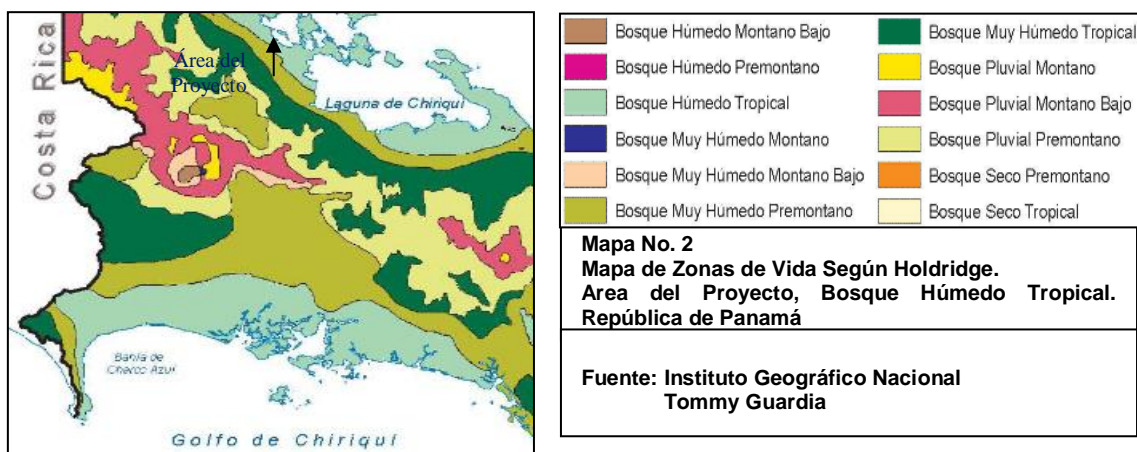 Costa Rica
Área del
Proyecto
Laguna de Chiriquí
Bahía de
Charco Azul
Golfo de Chiriquí
Bosque Húmedo Montano Bajo
Bosque Húmedo Premontano
Bosque Húmedo Tropical
Bosque Muy Húmedo Montano
Bosque Muy Húmedo Montano Bajo
Bosque Muy Húmedo Premontano
Bosque Muy Húmedo Tropical
Bosque Pluvial Montano
Bosque Pluvial Montano Bajo
Bosque Pluvial Premontano
Bosque Seco Premontano
Bosque Seco Tropical
Mapa No. 2
Mapa de Zonas de Vida Según Holdridge.
Area del Proyecto, Bosque Húmedo Tropical.
República de Panamá
Fuente: Instituto Geográfico Nacional
Tommy Guardia